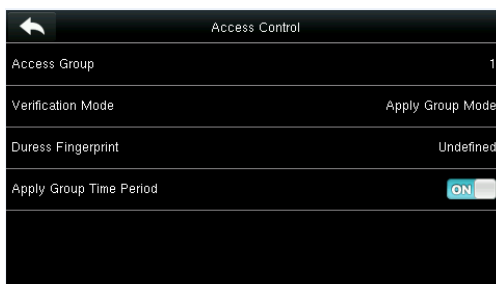 Access Control
Access Group 1
Verification Mode Apply Group Mode
Duress Fingerprint Undefined
Apply Group Time Period ON